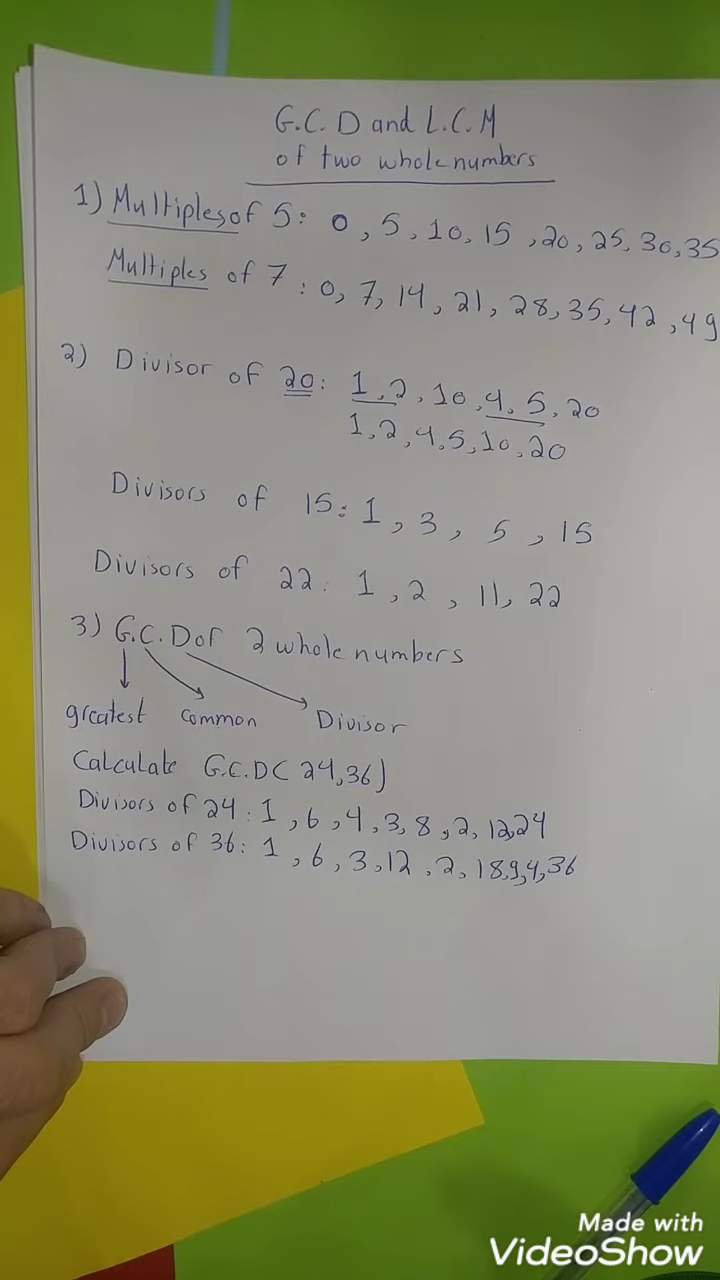 G.C.D and L.C.M
of two whole numbers
1) Multiples of 5: 0, 5, 10, 15, 20, 25, 30, 35
Multiples of 7: 0, 7, 14, 21, 28, 35, 42, 49
2) Divisor of 20: 1, 2, 10, 4, 5, 20
1, 2, 4, 5, 10, 20
Divisors of 15: 1, 3, 5, 15
Divisors of 22: 1, 2, 11, 22
3) G.C.D of 2 whole numbers
greatest common Divisor
Calculate G.C.D(24,36)
Divisors of 24: 1, 6, 4, 3, 8, 2, 12, 24
Divisors of 36: 1, 6, 3, 12, 2, 18, 9, 4, 36
Made with
VideoShow